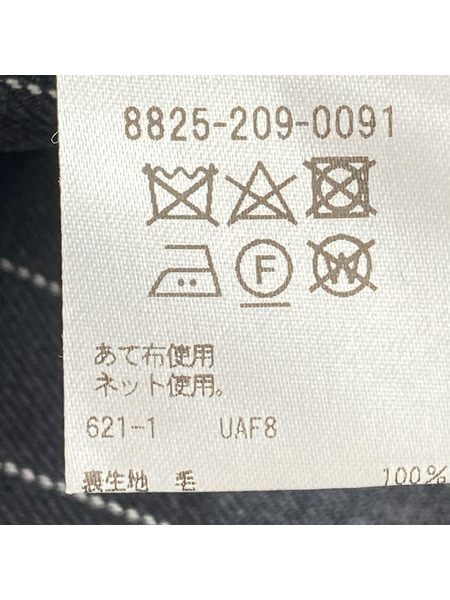 8825-209-0091
F
W
あて布使用
ネット使用。
621-1 UAF8
表生地 毛 100%